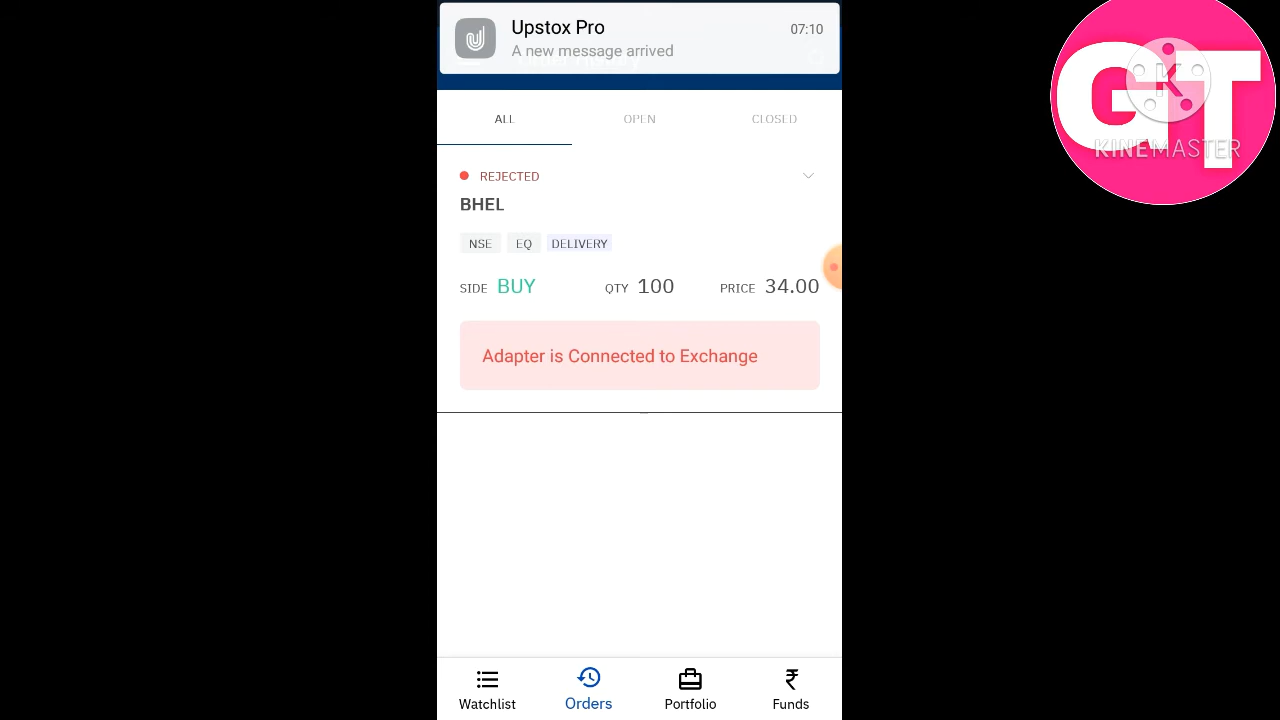 Upstox Pro
07:10
A new message arrived
ALL
OPEN
CLOSED
REJECTED
BHEL
NSE
EQ
DELIVERY
SIDE BUY
QTY 100
PRICE 34.00
Adapter is Connected to Exchange
Watchlist
Orders
Portfolio
Funds
GT
K
KINEMASTER